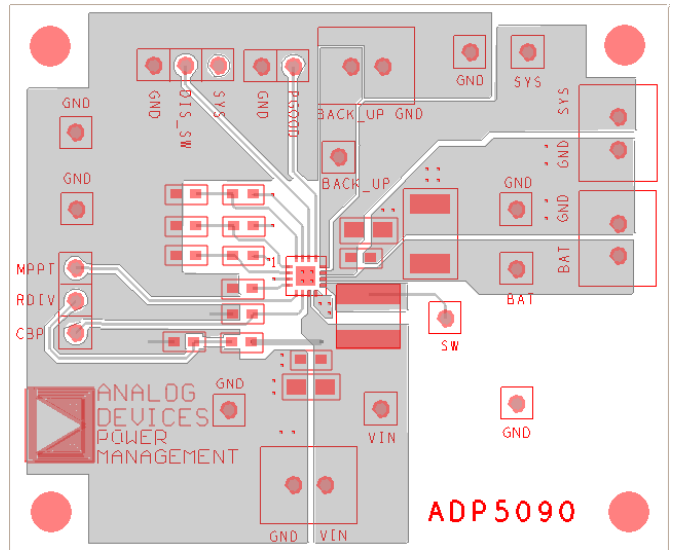 GND
DIS_SW
SYS
GND
PGOOD
BACK_UP GND
GND
SYS
GND
SYS
GND
BACK_UP
GND
GND
GND
BAT
1
MPPT
RDIV
CBP
BAT
SW
GND
VIN
GND
ANALOG
DEVICES
POWER
MANAGEMENT
ADP5090
GND VIN